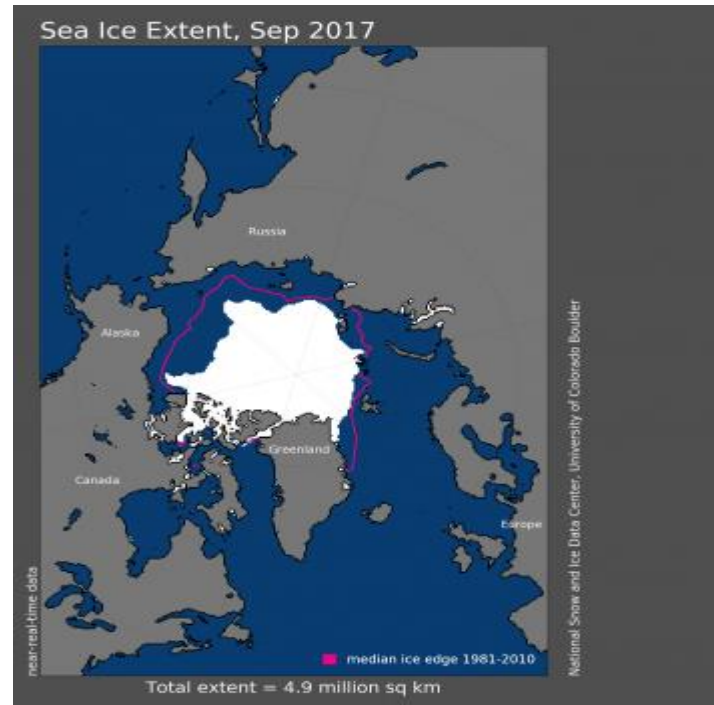 Sea Ice Extent, Sep 2017
Russia
Alaska
Greenland
Canada
Europe
near-real-time data
National Snow and Ice Data Center, University of Colorado Boulder
median ice edge 1981-2010
Total extent = 4.9 million sq km